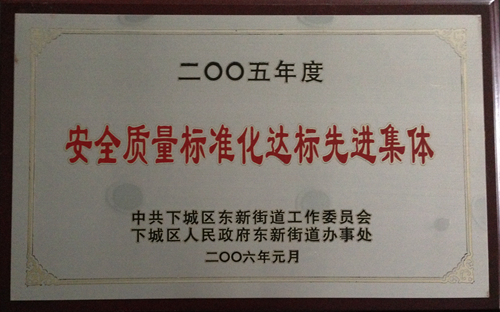 二〇〇五年度
安全质量标准化达标先进集体
中共下城区东新街道工作委员会
下城区人民政府东新街道办事处
二〇〇六年元月